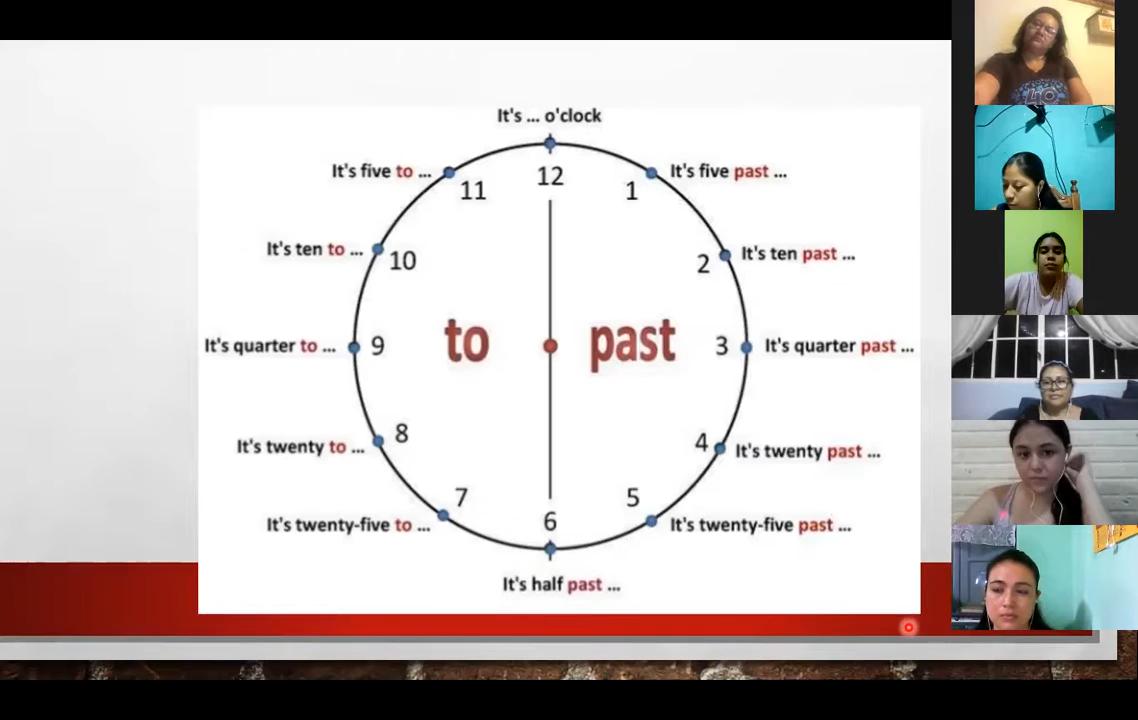 It's ... o'clock
It's five to ...
It's five past ...
11
12
1
It's ten to ...
It's ten past ...
10
2
It's quarter to ...
9
to
past
3
It's quarter past ...
8
4
It's twenty to ...
It's twenty past ...
7
5
6
It's twenty-five to ...
It's twenty-five past ...
It's half past ...
40